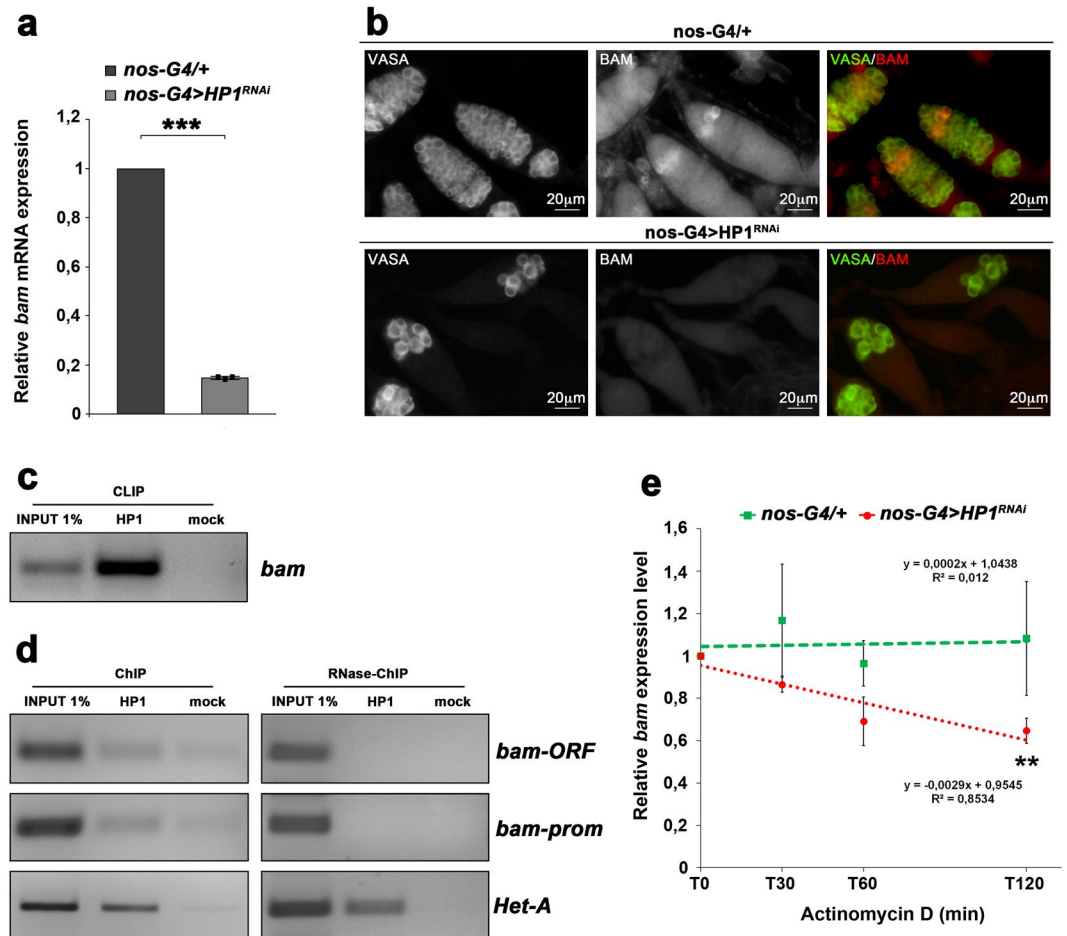 a
nos-G4/+
nos-G4>HP1RNAi
Relative bam mRNA expression
1,2
1
0,8
0,6
0,4
0,2
0
***
b
nos-G4/+
VASA
BAM
VASA/BAM
20μm
20μm
20μm
nos-G4>HP1RNAi
VASA
BAM
VASA/BAM
20μm
20μm
20μm
c
CLIP
INPUT 1% HP1 mock
bam
d
ChIP
RNase-ChIP
INPUT 1% HP1 mock
INPUT 1% HP1 mock
bam-ORF
bam-prom
Het-A
e
nos-G4/+ nos-G4>HP1RNAi
Relative bam expression level
1,6
1,4
1,2
1
0,8
0,6
0,4
0,2
0
y = 0,0002x + 1,0438
R² = 0,012
**
y = -0,0029x + 0,9545
R² = 0,8534
T0 T30 T60 T120
Actinomycin D (min)